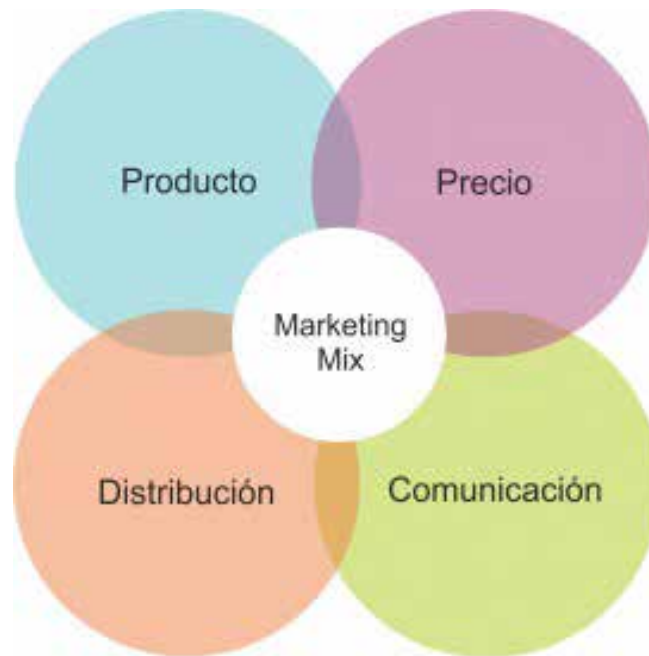 Producto
Precio
Marketing
Mix
Distribución
Comunicación